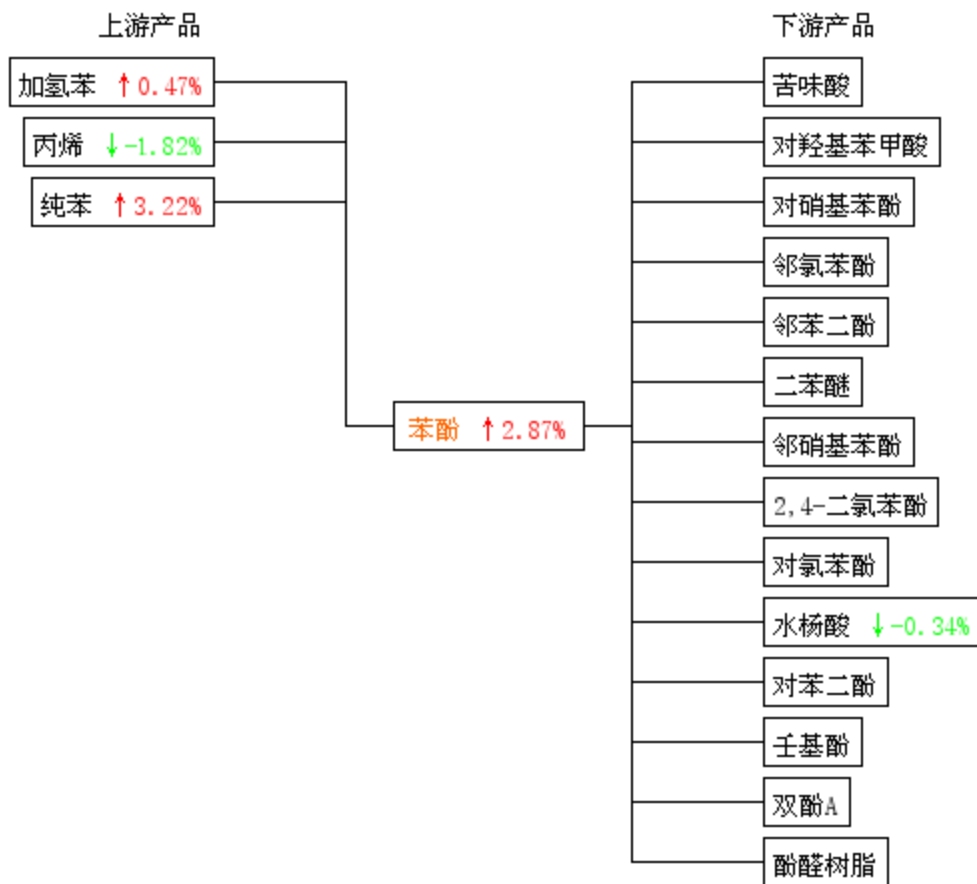 上游产品
下游产品
加氢苯 ↑0.47%
丙烯 ↓-1.82%
纯苯 ↑3.22%
苯酚 ↑2.87%
苦味酸
对羟基苯甲酸
对硝基苯酚
邻氯苯酚
邻苯二酚
二苯醚
邻硝基苯酚
2,4-二氯苯酚
对氯苯酚
水杨酸 ↓-0.34%
对苯二酚
壬基酚
双酚A
酚醛树脂